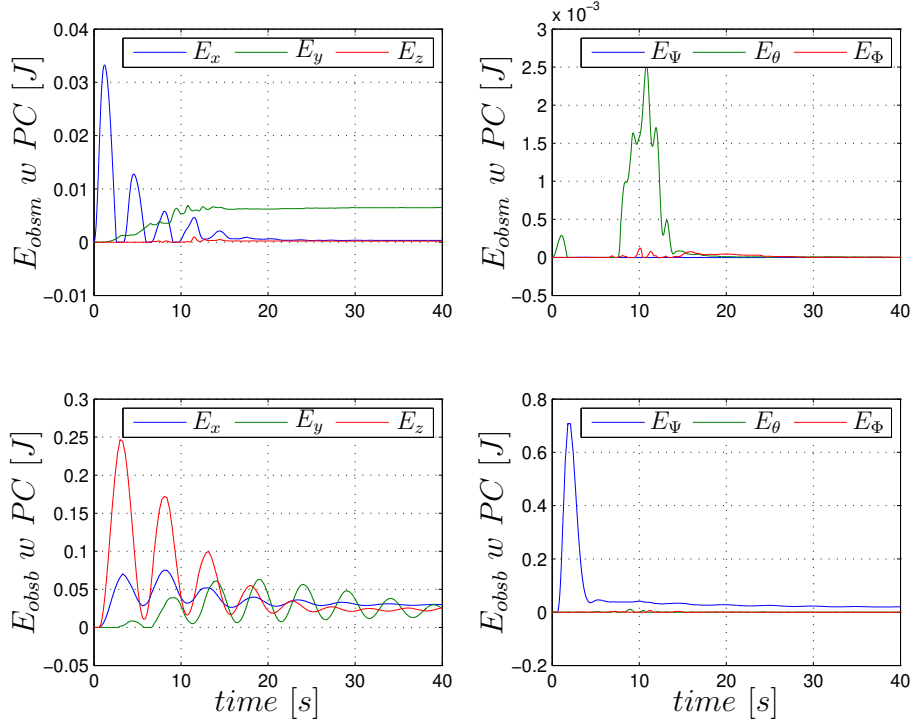 × 10⁻³
0.04
0.03
0.02
0.01
0
−0.01
E_obsm w PC [J]
E_x E_y E_z
0 10 20 30 40
3
2.5
2
1.5
1
0.5
0
−0.5
E_obsm w PC [J]
E_Ψ E_θ E_Φ
0 10 20 30 40
0.3
0.25
0.2
0.15
0.1
0.05
0
−0.05
E_obsb w PC [J]
E_x E_y E_z
0 10 20 30 40
time [s]
0.8
0.6
0.4
0.2
0
−0.2
E_obsb w PC [J]
E_Ψ E_θ E_Φ
0 10 20 30 40
time [s]